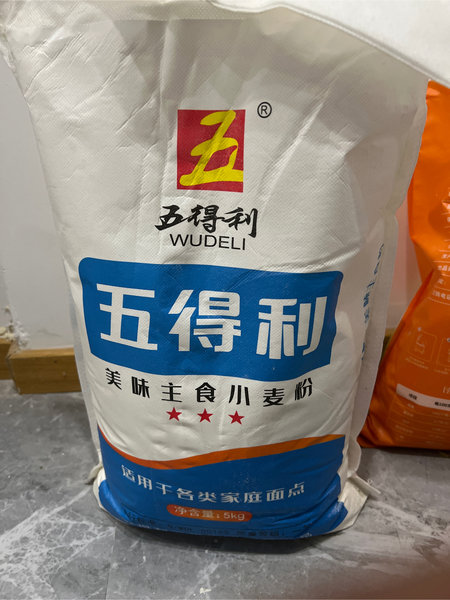 五
®
五得利
WUDELI
五得利
美味主食小麦粉
适用于各类家庭面点
净含量:5kg